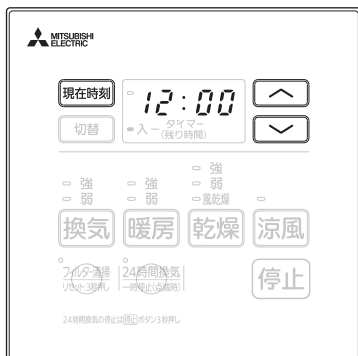 MITSUBISHI
ELECTRIC
現在時刻
12:00
切替
入
タイマー
(残り時間)
強
弱
強
弱
強
弱
風乾燥
換気
暖房
乾燥
涼風
フィルター清掃
リセット:3秒押し
24時間換気
一時停止(点滅時)
停止
24時間換気の停止は停止ボタン3秒押し